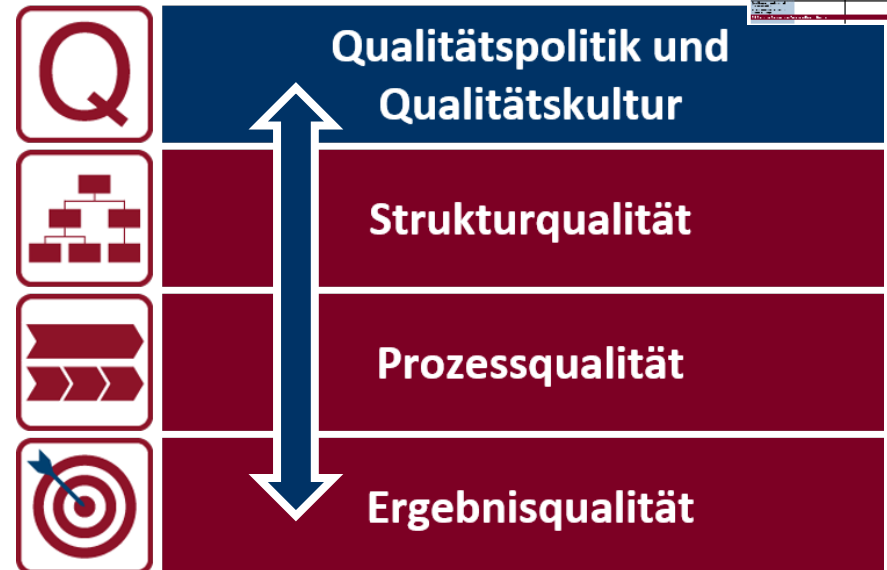 Q
Qualitätspolitik und
Qualitätskultur
Strukturqualität
Prozessqualität
Ergebnisqualität